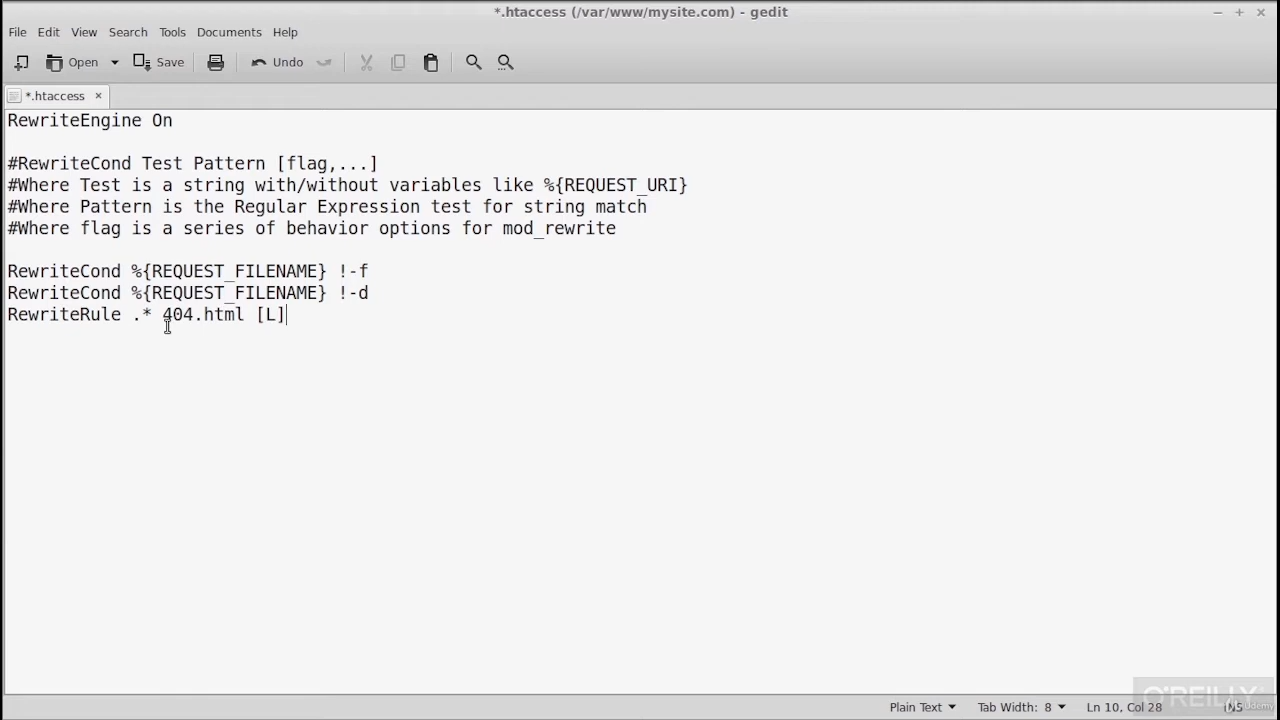 *.htaccess (/var/www/mysite.com) - gedit
File Edit View Search Tools Documents Help
Open Save Undo
*.htaccess ×
RewriteEngine On
#RewriteCond Test Pattern [flag,...]
#Where Test is a string with/without variables like %{REQUEST_URI}
#Where Pattern is the Regular Expression test for string match
#Where flag is a series of behavior options for mod_rewrite
RewriteCond %{REQUEST_FILENAME} !-f
RewriteCond %{REQUEST_FILENAME} !-d
RewriteRule .* 404.html [L]
Plain Text Tab Width: 8 Ln 10, Col 28
O'REILLY